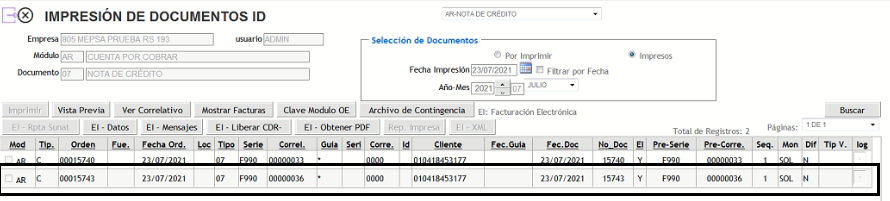 IMPRESIÓN DE DOCUMENTOS ID
AR-NOTA DE CRÉDITO
Empresa 805 MEPSA PRUEBA RS 193 usuario ADMIN
Módulo AR CUENTA POR COBRAR
Documento 07 NOTA DE CRÉDITO
Selección de Documentos
Por Imprimir Impresos
Fecha Impresión 23/07/2021 Filtrar por Fecha
Año-Mes 2021 07 JULIO
Imprimir Vista Previa Ver Correlativo Mostrar Facturas Clave Modulo OE Archivo de Contingencia EI: Facturación Electrónica Buscar
EI - Rpta Sunat EI - Datos EI - Mensajes EI - Liberar CDR- EI - Obtener PDF Rep. Impresa EI - XML Total de Registros: 2 Páginas: 1 DE 1
Mod Tip. Orden Fue. Fecha Ord. Loc Tipo Serie Correl. Guia Seri Corre. Id Cliente Fec.Guia Fec.Doc No_Doc EI Pre-Serie Pre-Corre. Seq. Mon Dif Tip V. log
AR C 00015740 23/07/2021 07 F990 00000033 * 0000 010418453177 23/07/2021 15740 Y F990 00000033 1 SOL N
AR C 00015743 23/07/2021 07 F990 00000036 * 0000 010418453177 23/07/2021 15743 Y F990 00000036 1 SOL N